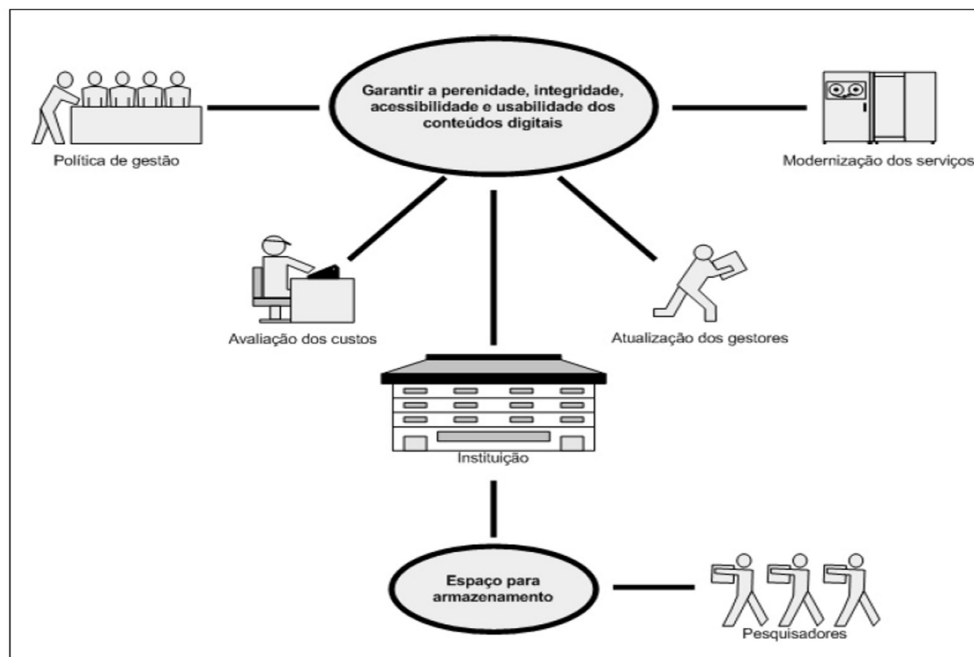 Garantir a perenidade, integridade,
acessibilidade e usabilidade dos
conteúdos digitais
Política de gestão
Modernização dos serviços
Avaliação dos custos
Atualização dos gestores
Instituição
Espaço para
armazenamento
Pesquisadores